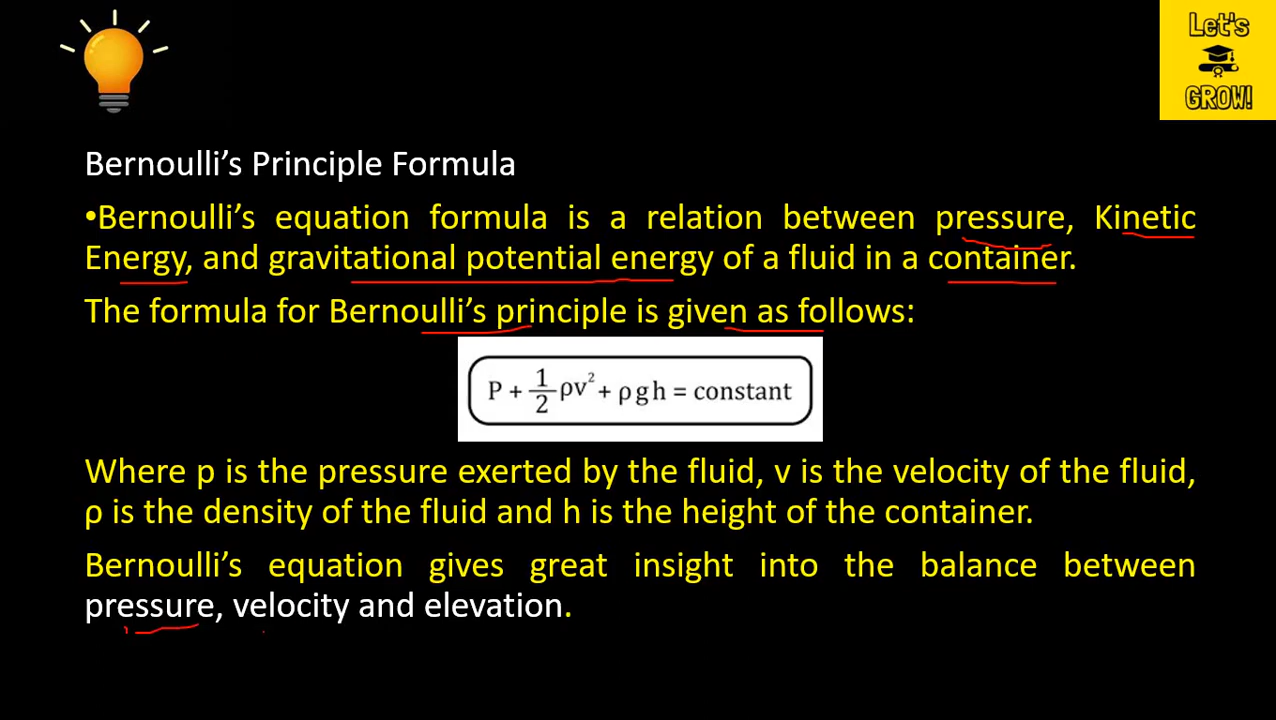 Let's
GROW!
Bernoulli’s Principle Formula
•Bernoulli’s equation formula is a relation between pressure, Kinetic
Energy, and gravitational potential energy of a fluid in a container.
The formula for Bernoulli’s principle is given as follows:
P + 1/2 ρv² + ρgh = constant
Where p is the pressure exerted by the fluid, v is the velocity of the fluid,
ρ is the density of the fluid and h is the height of the container.
Bernoulli’s equation gives great insight into the balance between
pressure, velocity and elevation.